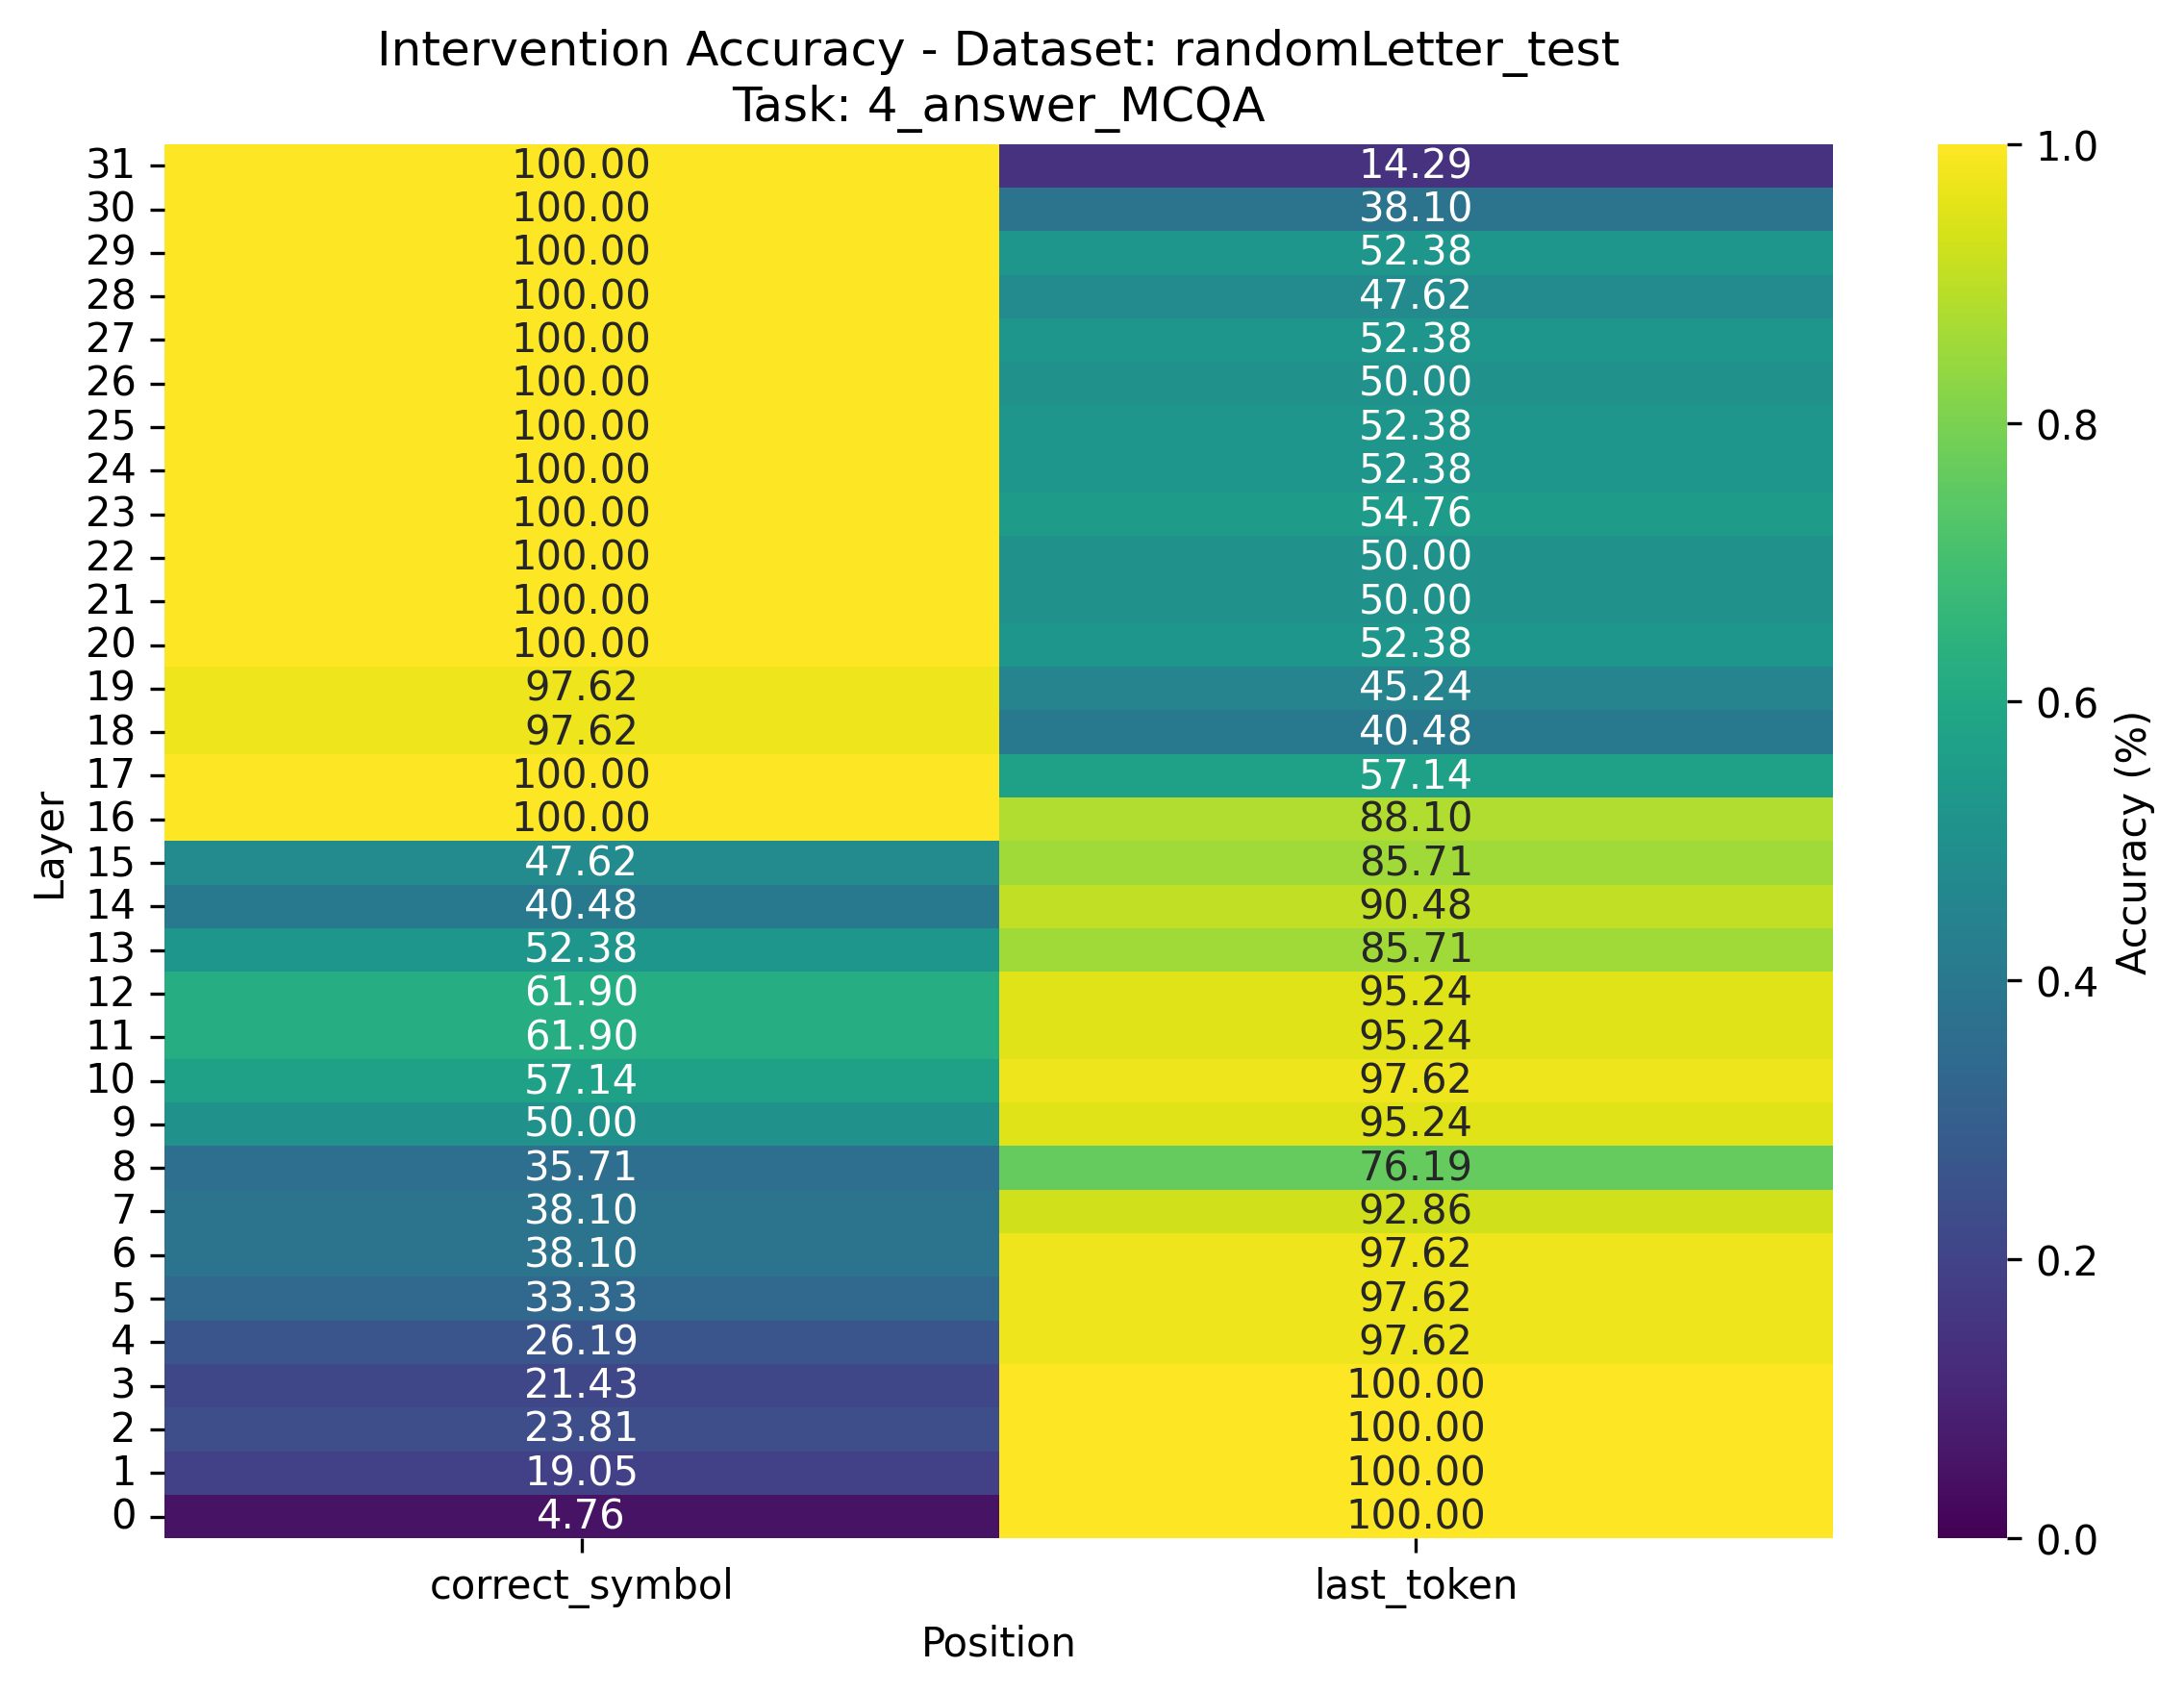 Intervention Accuracy - Dataset: randomLetter_test
Task: 4_answer_MCQA
31 100.00 14.29
30 100.00 38.10
29 100.00 52.38
28 100.00 47.62
27 100.00 52.38
26 100.00 50.00
25 100.00 52.38
24 100.00 52.38
23 100.00 54.76
22 100.00 50.00
21 100.00 50.00
20 100.00 52.38
19 97.62 45.24
18 97.62 40.48
17 100.00 57.14
16 100.00 88.10
15 47.62 85.71
14 40.48 90.48
13 52.38 85.71
12 61.90 95.24
11 61.90 95.24
10 57.14 97.62
9 50.00 95.24
8 35.71 76.19
7 38.10 92.86
6 38.10 97.62
5 33.33 97.62
4 26.19 97.62
3 21.43 100.00
2 23.81 100.00
1 19.05 100.00
0 4.76 100.00
correct_symbol last_token
Position
Layer
1.0
0.8
0.6
0.4
0.2
0.0
Accuracy (%)